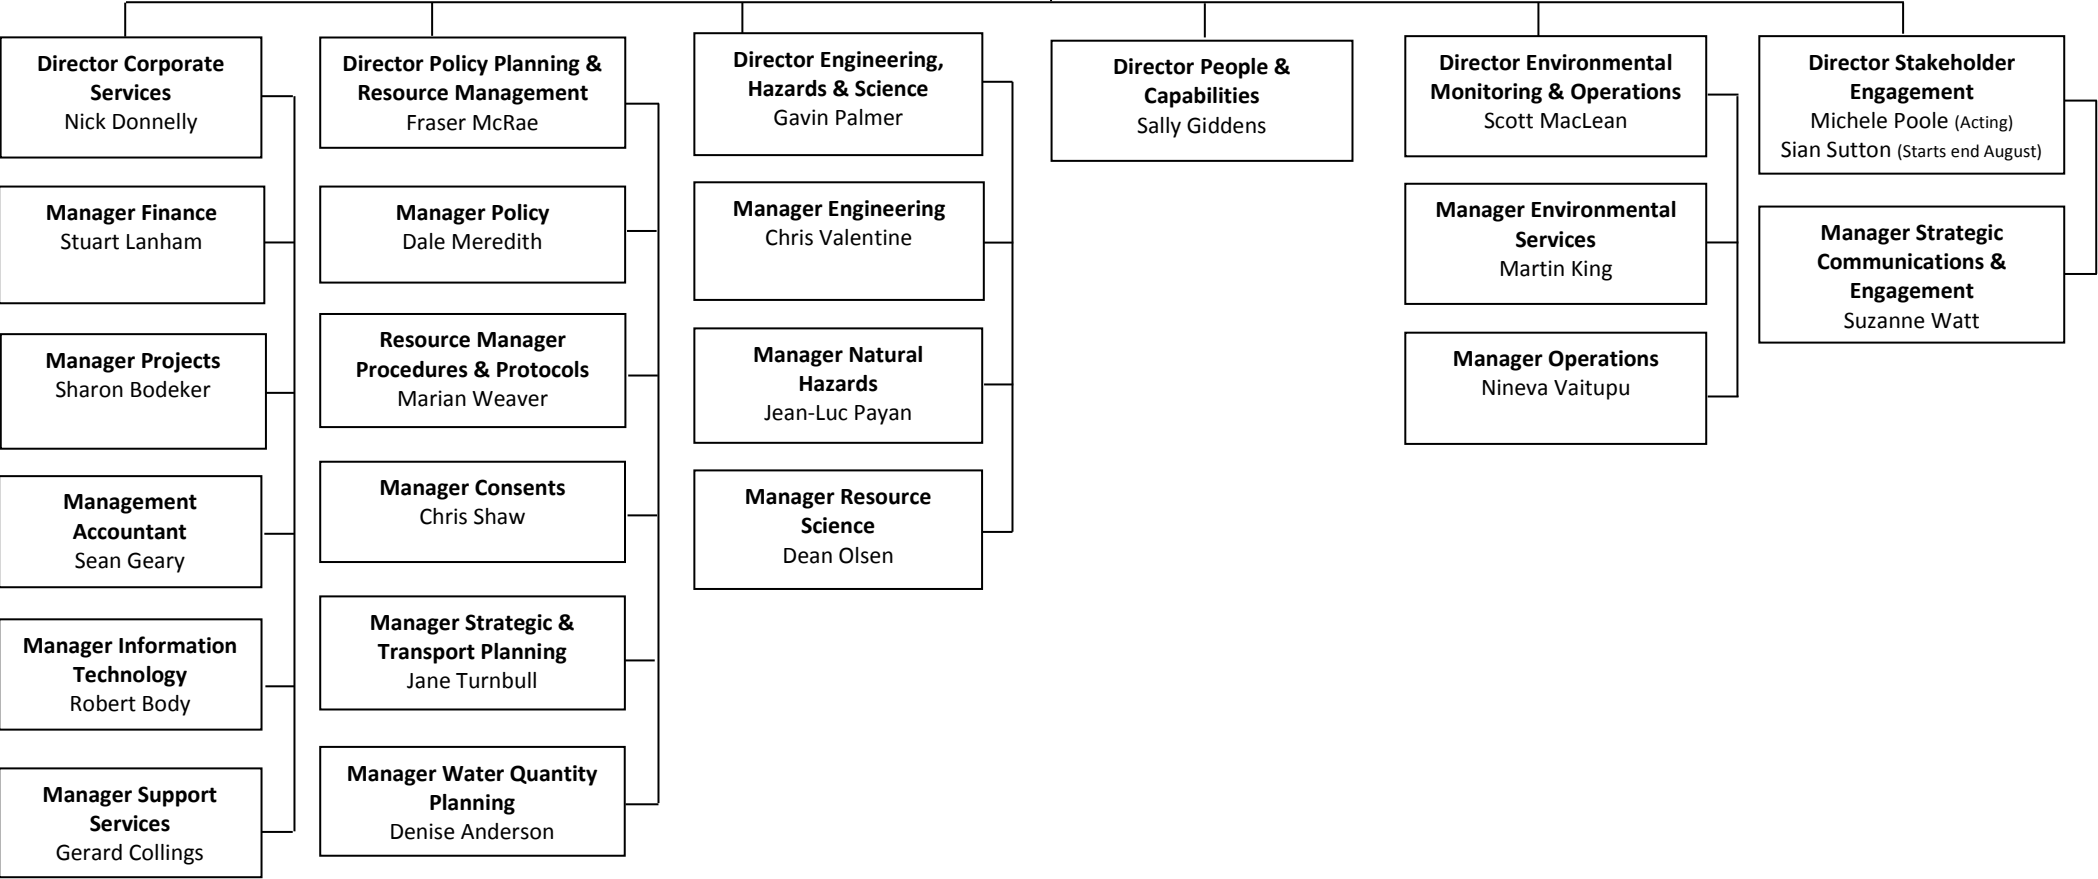 Director Corporate
Services
Nick Donnelly
Manager Finance
Stuart Lanham
Manager Projects
Sharon Bodeker
Management
Accountant
Sean Geary
Manager Information
Technology
Robert Body
Manager Support
Services
Gerard Collings
Director Policy Planning &
Resource Management
Fraser McRae
Manager Policy
Dale Meredith
Resource Manager
Procedures & Protocols
Marian Weaver
Manager Consents
Chris Shaw
Manager Strategic &
Transport Planning
Jane Turnbull
Manager Water Quantity
Planning
Denise Anderson
Director Engineering,
Hazards & Science
Gavin Palmer
Manager Engineering
Chris Valentine
Manager Natural
Hazards
Jean-Luc Payan
Manager Resource
Science
Dean Olsen
Director People &
Capabilities
Sally Giddens
Director Environmental
Monitoring & Operations
Scott MacLean
Manager Environmental
Services
Martin King
Manager Operations
Nineva Vaitupu
Director Stakeholder
Engagement
Michele Poole (Acting)
Sian Sutton (Starts end August)
Manager Strategic
Communications &
Engagement
Suzanne Watt